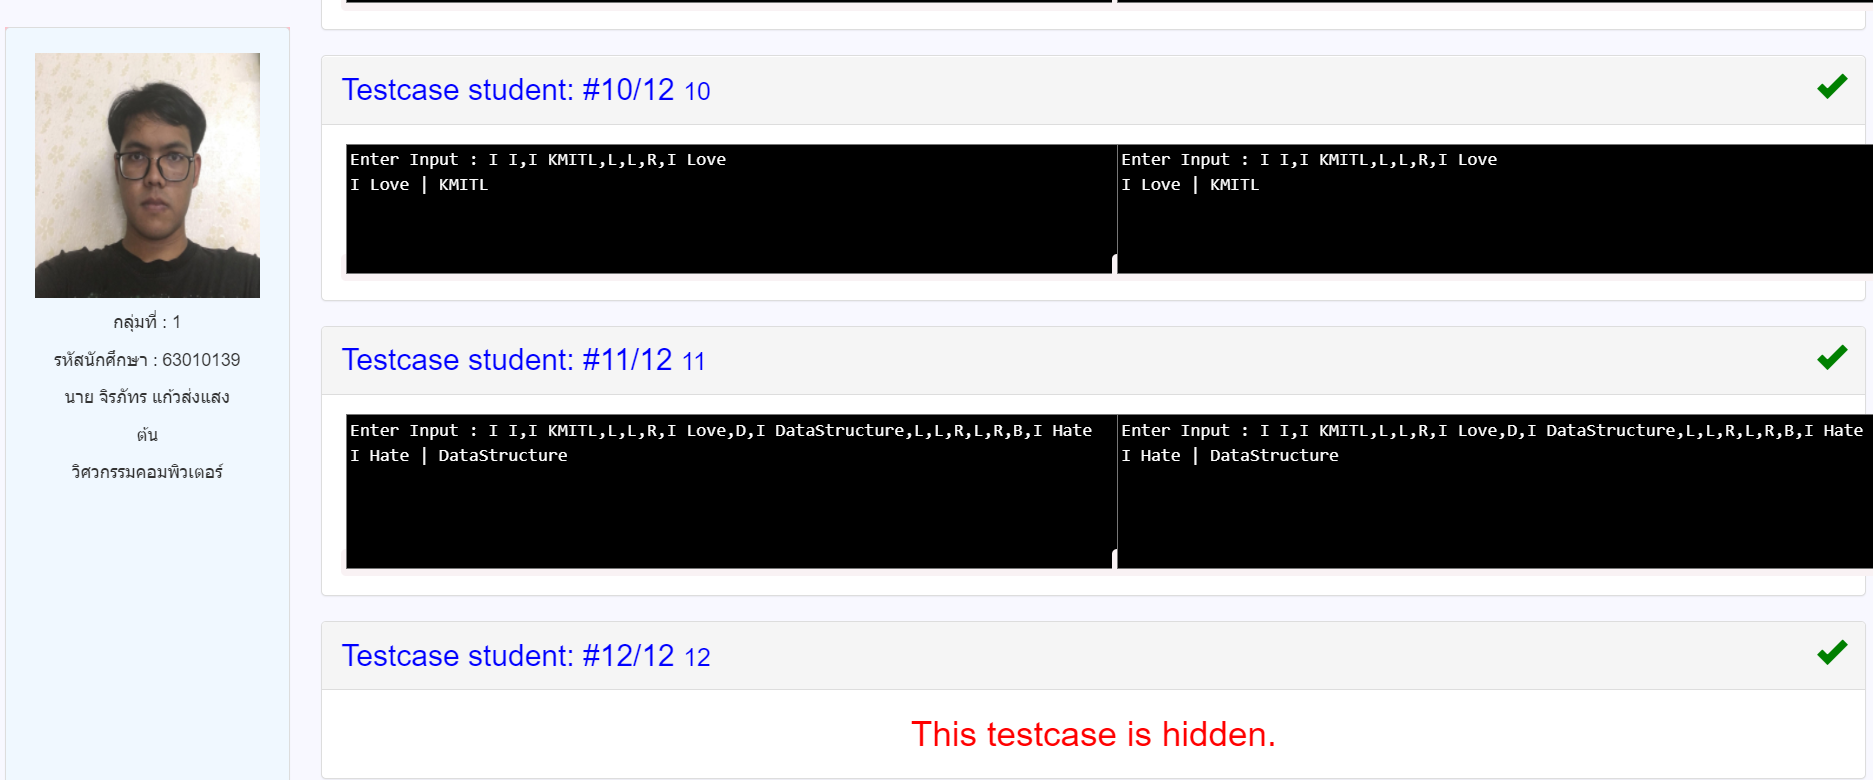 กลุ่มที่ : 1
รหัสนักศึกษา : 63010139
นาย จิรภัทร แก้วส่งแสง
ต้น
วิศวกรรมคอมพิวเตอร์
Testcase student: #10/12 10
Enter Input : I I,I KMITL,L,L,R,I Love
I Love | KMITL
Enter Input : I I,I KMITL,L,L,R,I Love
I Love | KMITL
Testcase student: #11/12 11
Enter Input : I I,I KMITL,L,L,R,I Love,D,I DataStructure,L,L,R,L,R,B,I Hate
I Hate | DataStructure
Enter Input : I I,I KMITL,L,L,R,I Love,D,I DataStructure,L,L,R,L,R,B,I Hate
I Hate | DataStructure
Testcase student: #12/12 12
This testcase is hidden.